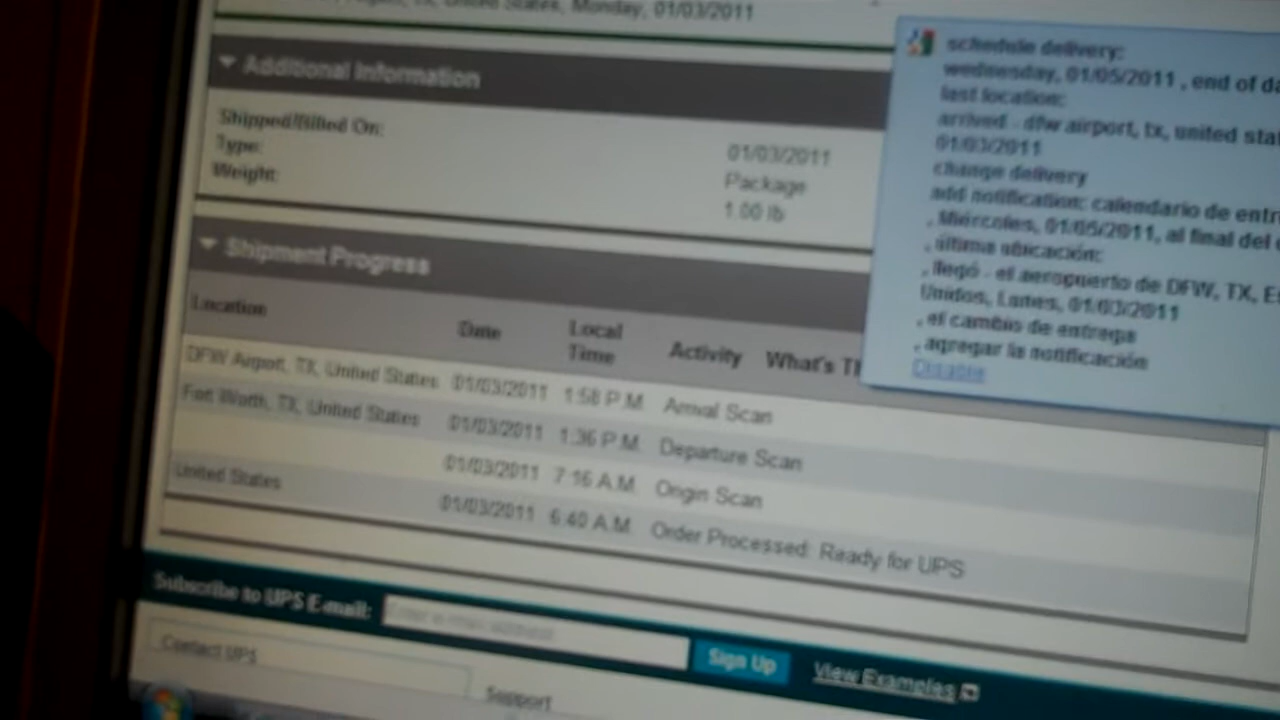 TX, United States, Monday, 01/03/2011
Additional Information
Shipped/Billed On: 01/03/2011
Type: Package
Weight: 1.00 lb
Shipment Progress
Location Date Local Time Activity What's
DFW Airport, TX, United States 01/03/2011 1:58 P.M. Arrival Scan
Fort Worth, TX, United States 01/03/2011 1:36 P.M. Departure Scan
01/03/2011 7:16 A.M. Origin Scan
United States 01/03/2011 6:40 A.M. Order Processed: Ready for UPS
Subscribe to UPS E-mail: Enter e-mail address Sign Up View Examples
Contact UPS
Support
schedule delivery:
wednesday, 01/05/2011 , end of
last location:
arrived - dfw airport, tx, united
01/03/2011
change delivery
add notification: calendario de
, Miércoles, 01/05/2011, al final del
, última ubicación:
, llegó - el aeropuerto de DFW, TX,
Unidos, Lunes, 01/03/2011
, el cambio de entrega
, agregar la notificación
Disable